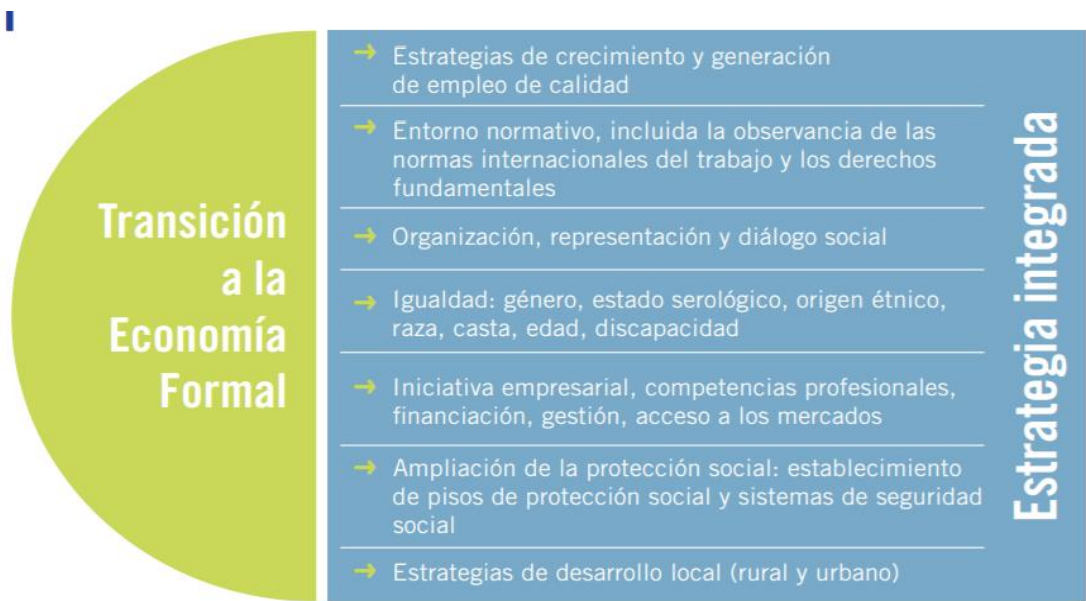 Transición
a la
Economía
Formal
→ Estrategias de crecimiento y generación
de empleo de calidad
→ Entorno normativo, incluida la observancia de las
normas internacionales del trabajo y los derechos
fundamentales
→ Organización, representación y diálogo social
→ Igualdad: género, estado serológico, origen étnico,
raza, casta, edad, discapacidad
→ Iniciativa empresarial, competencias profesionales,
financiación, gestión, acceso a los mercados
→ Ampliación de la protección social: establecimiento
de pisos de protección social y sistemas de seguridad
social
→ Estrategias de desarrollo local (rural y urbano)
Estrategia integrada